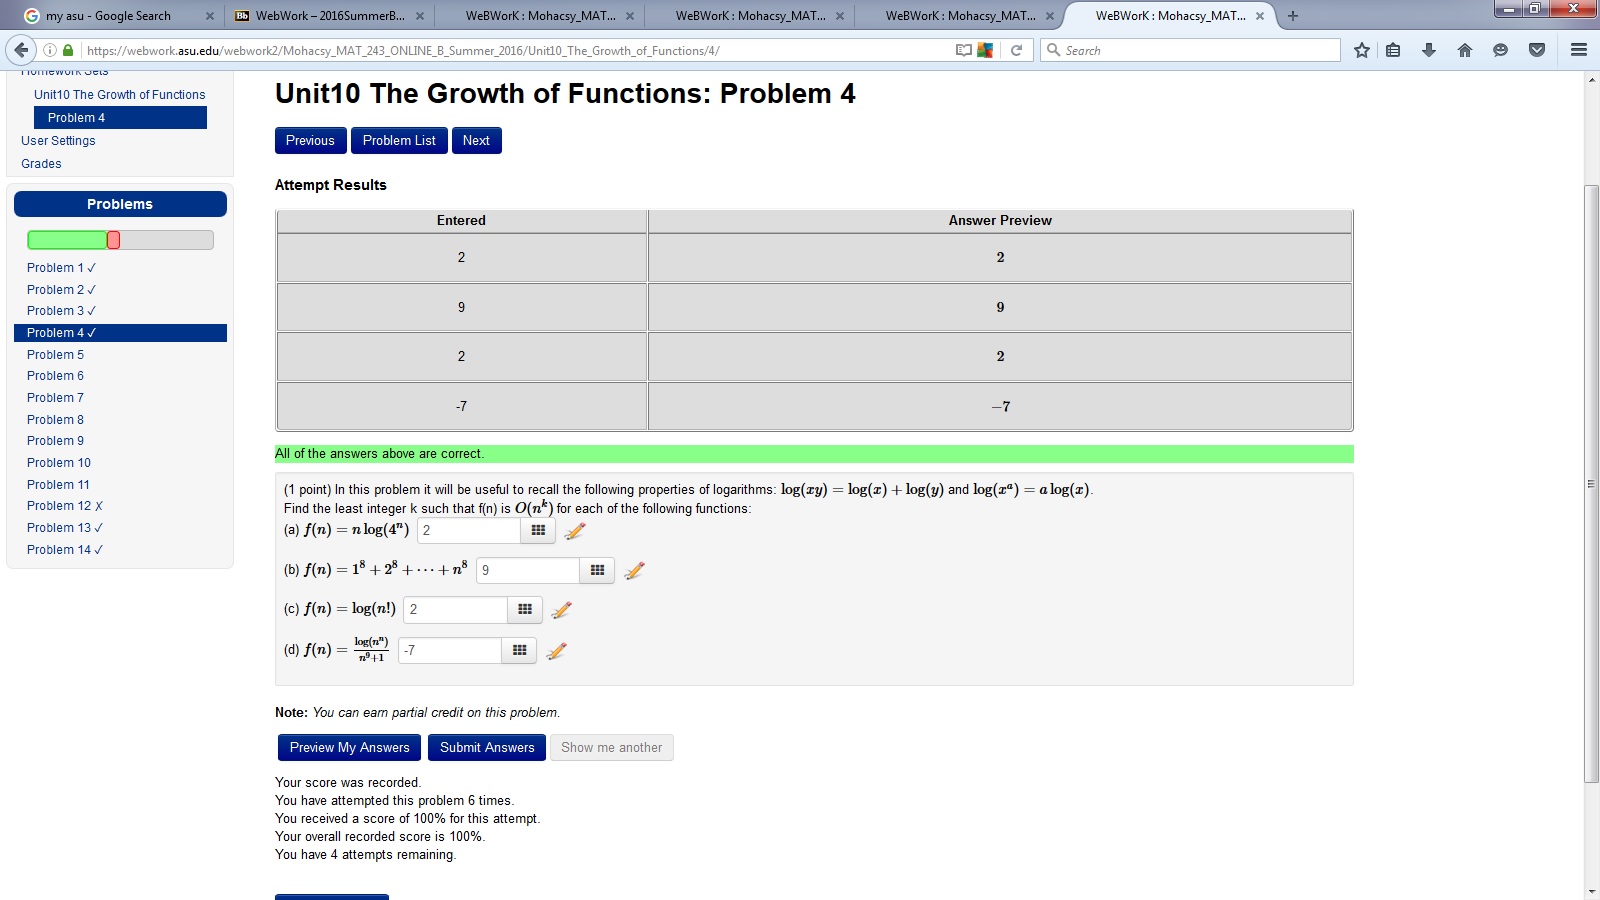 my asu - Google Search
WebWork – 2016SummerB...
WeBWorK : Mohacsy_MAT...
WeBWorK : Mohacsy_MAT...
WeBWorK : Mohacsy_MAT...
WeBWorK : Mohacsy_MAT...
https://webwork.asu.edu/webwork2/Mohacsy_MAT_243_ONLINE_B_Summer_2016/Unit10_The_Growth_of_Functions/4/
Search
Homework Sets
Unit10 The Growth of Functions
Problem 4
User Settings
Grades
Problems
Problem 1 ✓
Problem 2 ✓
Problem 3 ✓
Problem 4 ✓
Problem 5
Problem 6
Problem 7
Problem 8
Problem 9
Problem 10
Problem 11
Problem 12 ✗
Problem 13 ✓
Problem 14 ✓
Unit10 The Growth of Functions: Problem 4
Previous Problem List Next
Attempt Results
Entered Answer Preview
2 2
9 9
2 2
-7 −7
All of the answers above are correct.
(1 point) In this problem it will be useful to recall the following properties of logarithms: log(xy) = log(x) + log(y) and log(x^a) = a log(x).
Find the least integer k such that f(n) is O(n^k) for each of the following functions:
(a) f(n) = n log(4^n) 2
(b) f(n) = 1^8 + 2^8 + ⋯ + n^8 9
(c) f(n) = log(n!) 2
(d) f(n) = log(n^n)/(n^9+1) -7
Note: You can earn partial credit on this problem.
Preview My Answers Submit Answers Show me another
Your score was recorded.
You have attempted this problem 6 times.
You received a score of 100% for this attempt.
Your overall recorded score is 100%.
You have 4 attempts remaining.